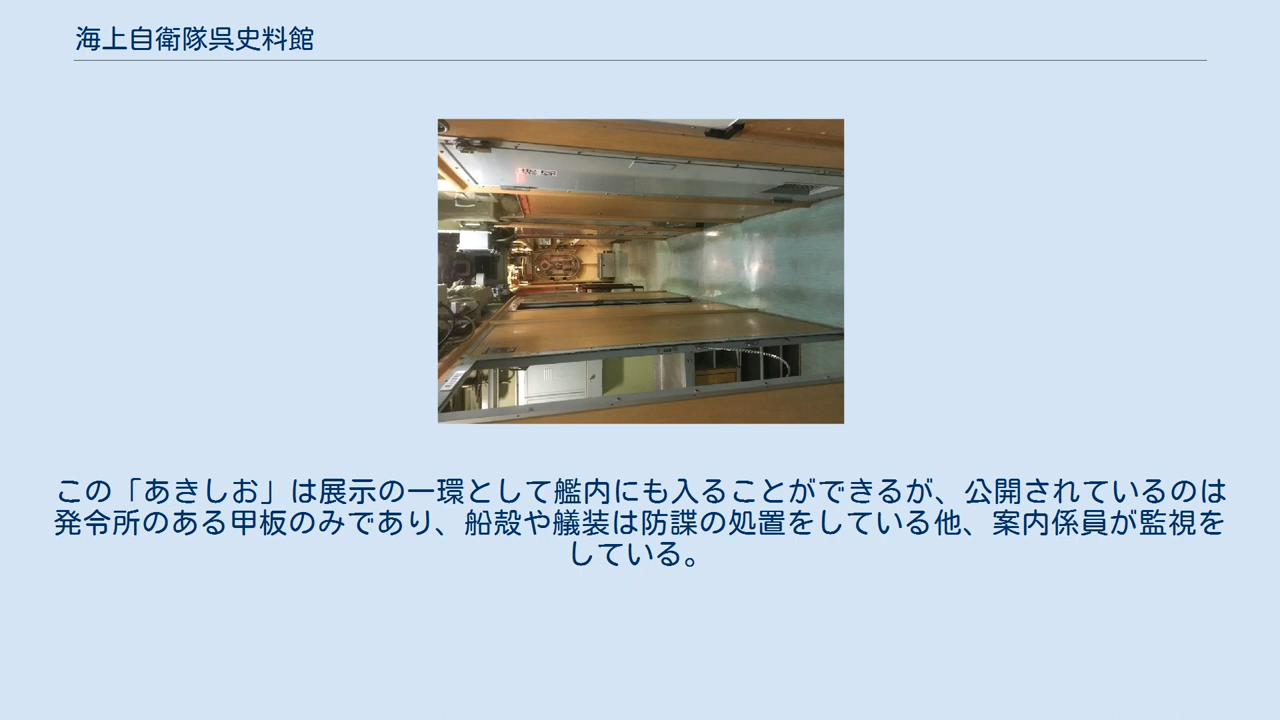 海上自衛隊呉史料館
この「あきしお」は展示の一環として艦内にも入ることができるが、公開されているのは
発令所のある甲板のみであり、船殻や艤装は防諜の処置をしている他、案内係員が監視を
している。